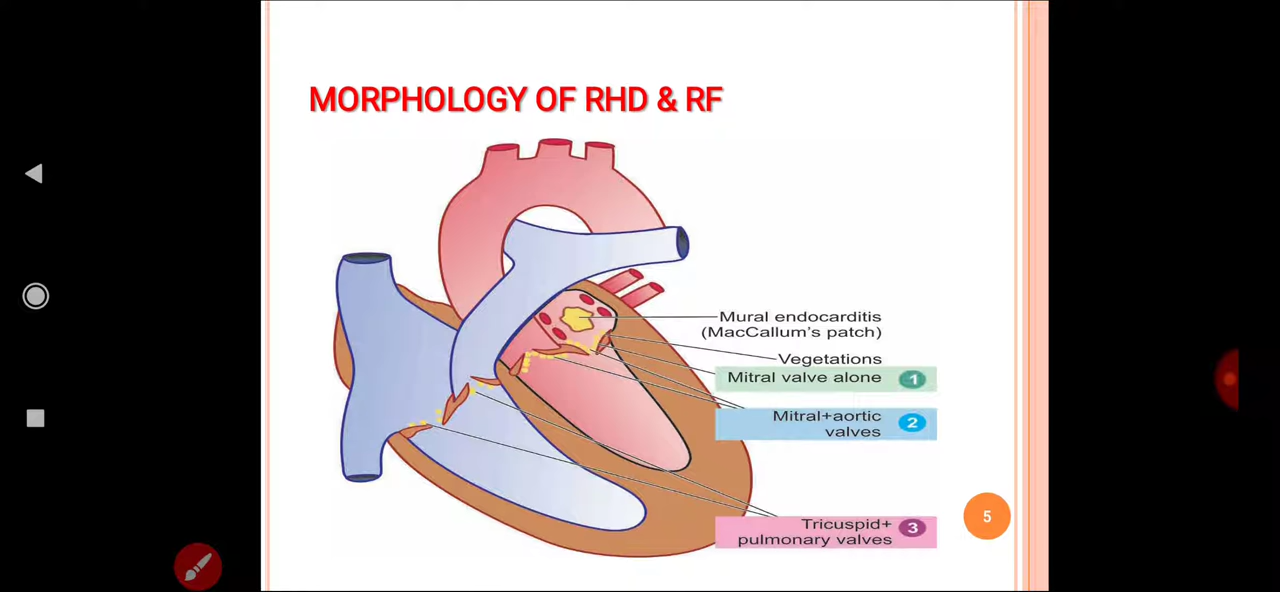 MORPHOLOGY OF RHD & RF
Mural endocarditis
(MacCallum's patch)
Vegetations
Mitral valve alone 1
Mitral+aortic
valves 2
5
Tricuspid+
pulmonary valves 3